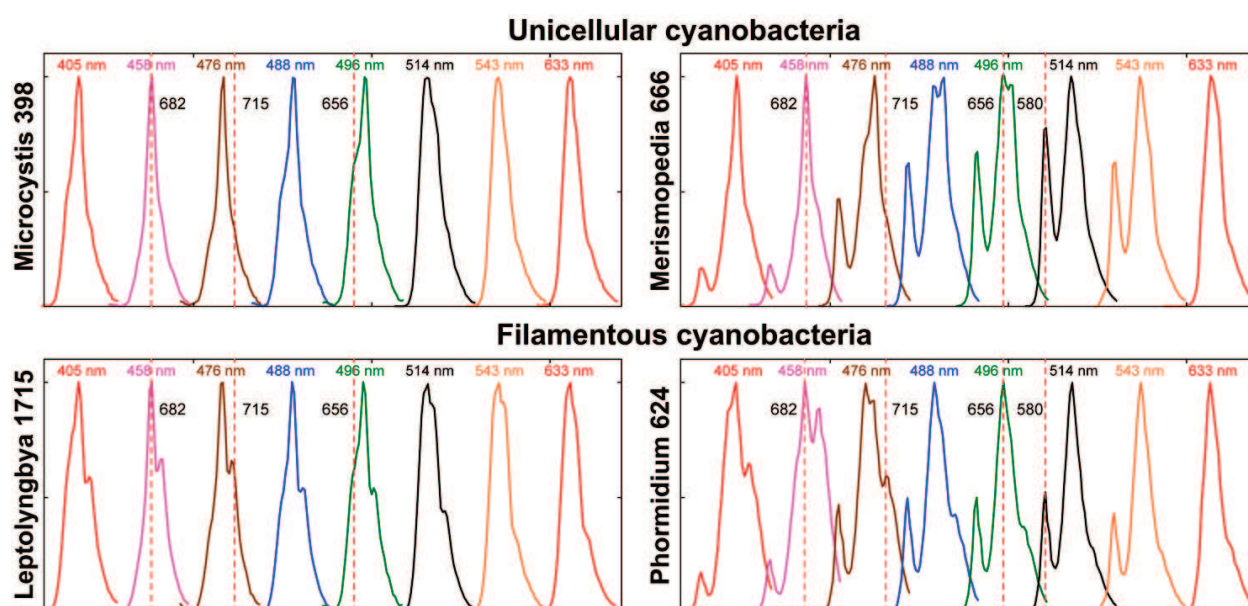 Unicellular cyanobacteria
Microcystis 398
405 nm 458 nm 476 nm 488 nm 496 nm 514 nm 543 nm 633 nm
682 715 656
Merismopedia 666
405 nm 458 nm 476 nm 488 nm 496 nm 514 nm 543 nm 633 nm
682 715 656 580
Filamentous cyanobacteria
Leptolyngbya 1715
405 nm 458 nm 476 nm 488 nm 496 nm 514 nm 543 nm 633 nm
682 715 656
Phormidium 624
405 nm 458 nm 476 nm 488 nm 496 nm 514 nm 543 nm 633 nm
682 715 656 580